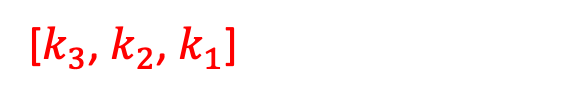 [k₃, k₂, k₁]